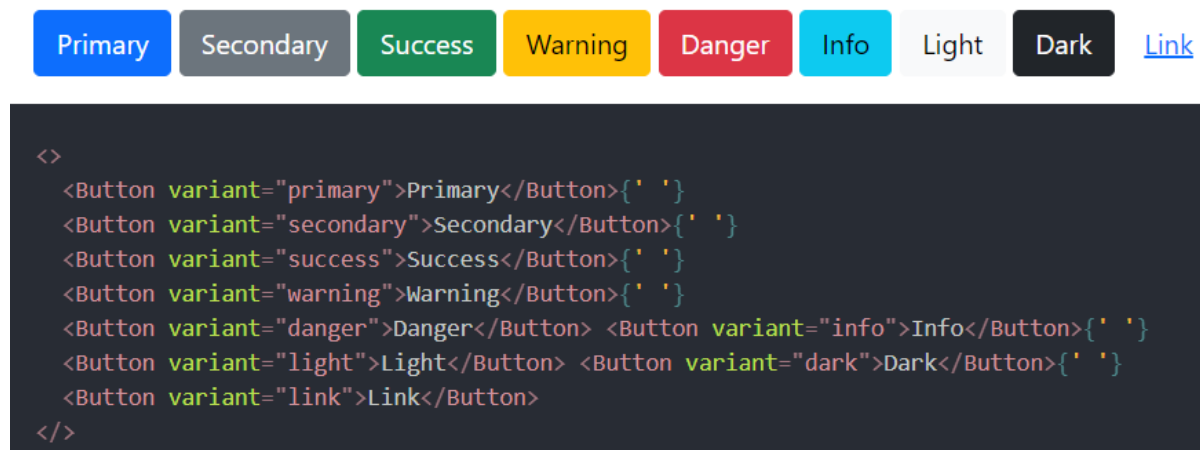 Primary Secondary Success Warning Danger Info Light Dark Link
<>
  <Button variant="primary">Primary</Button>{' '}
  <Button variant="secondary">Secondary</Button>{' '}
  <Button variant="success">Success</Button>{' '}
  <Button variant="warning">Warning</Button>{' '}
  <Button variant="danger">Danger</Button> <Button variant="info">Info</Button>{' '}
  <Button variant="light">Light</Button> <Button variant="dark">Dark</Button>{' '}
  <Button variant="link">Link</Button>
</>